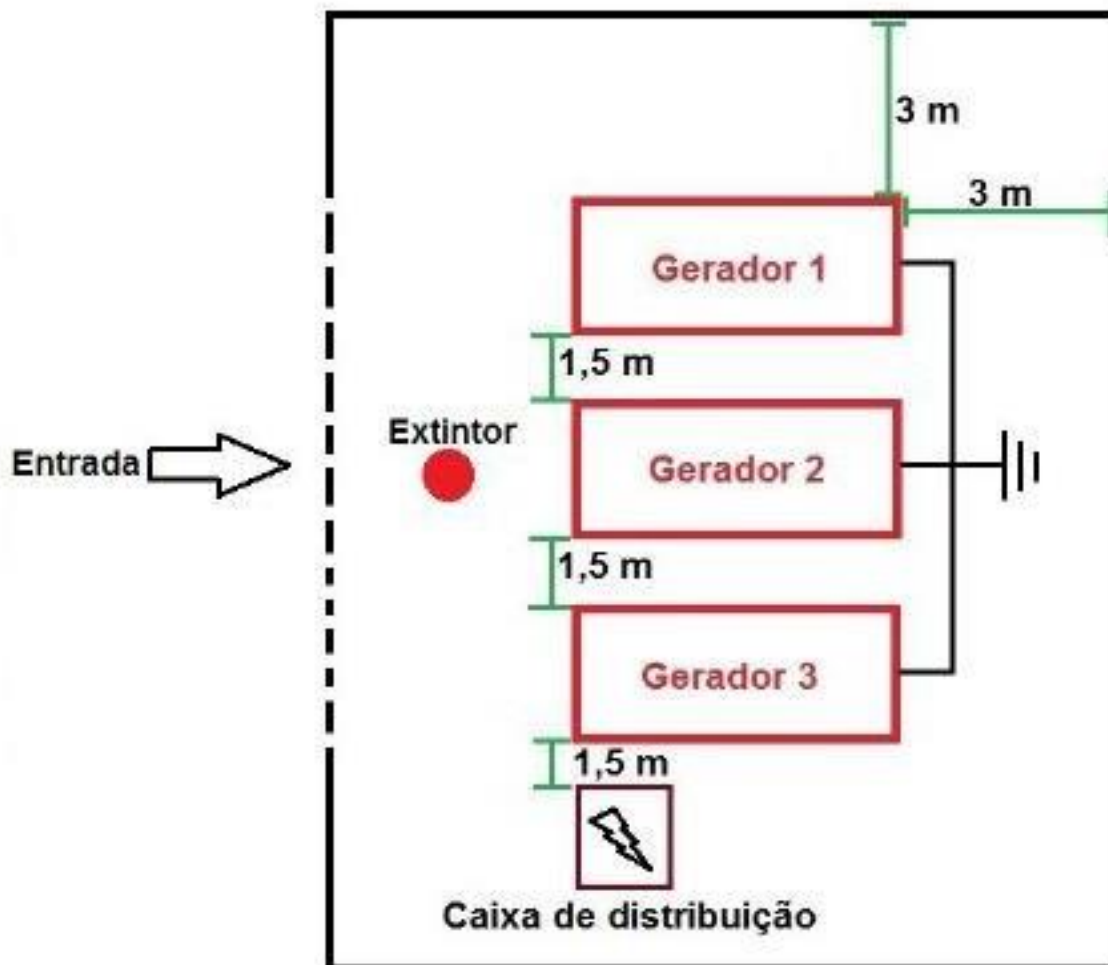 3 m
3 m
Gerador 1
1,5 m
Extintor
Entrada
Gerador 2
1,5 m
Gerador 3
1,5 m
Caixa de distribuição